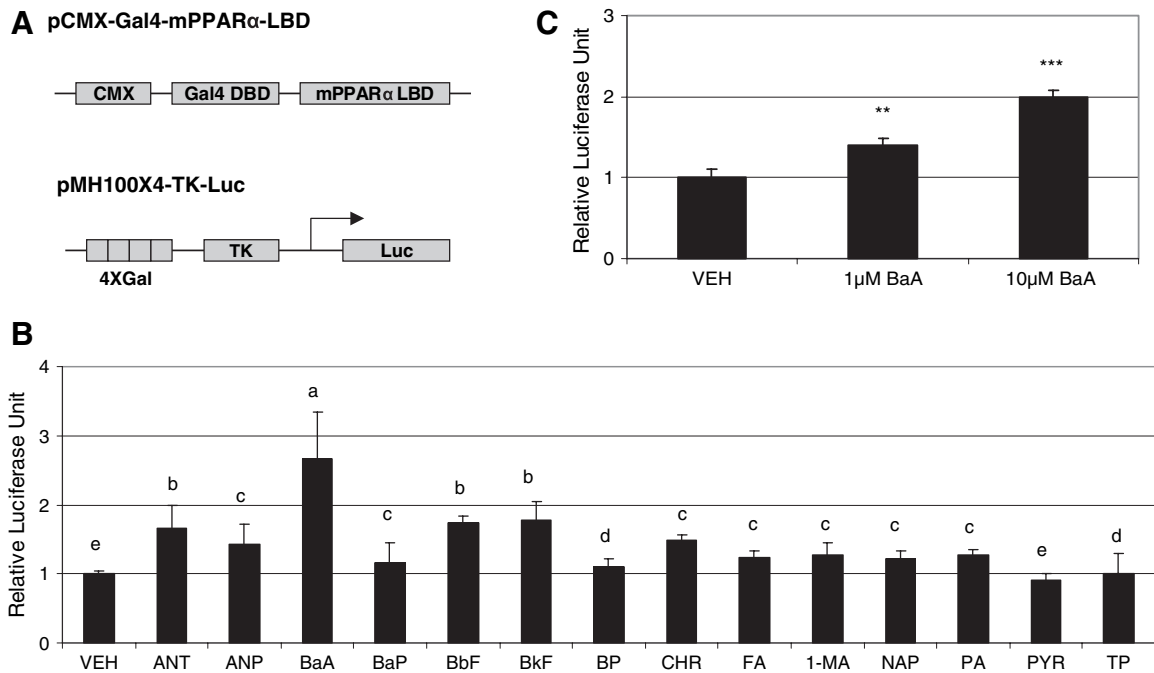 A pCMX-Gal4-mPPARα-LBD
CMX Gal4 DBD mPPARα LBD
pMH100X4-TK-Luc
TK Luc
4XGal
C
Relative Luciferase Unit
3
2
1
0
** ***
VEH 1µM BaA 10µM BaA
B
Relative Luciferase Unit
4
3
2
1
0
e b c a c b b d c c c c c e d
VEH ANT ANP BaA BaP BbF BkF BP CHR FA 1-MA NAP PA PYR TP